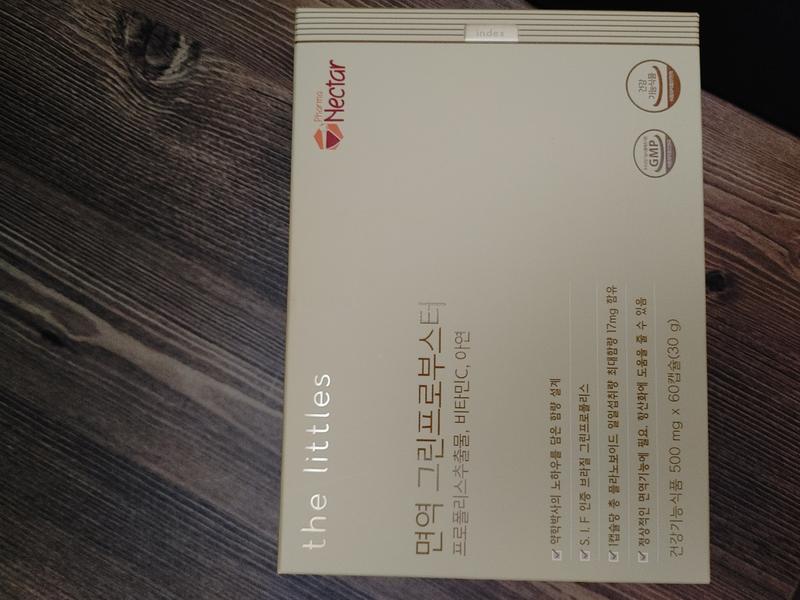 index
Pharma
Nectar
건강
기능식품
GMP
the littles
면역 그린프로부스터
프로폴리스추출물, 비타민C, 아연
약학박사의 노하우를 담은 함량 설계
S.I.F 인증 브라질 그린프로폴리스
1캡슐당 총 플라노보이드 일일섭취량 최대함량 17mg 함유
정상적인 면역기능에 필요, 항산화에 도움을 줄 수 있음
건강기능식품 500 mg x 60캡슐(30 g)